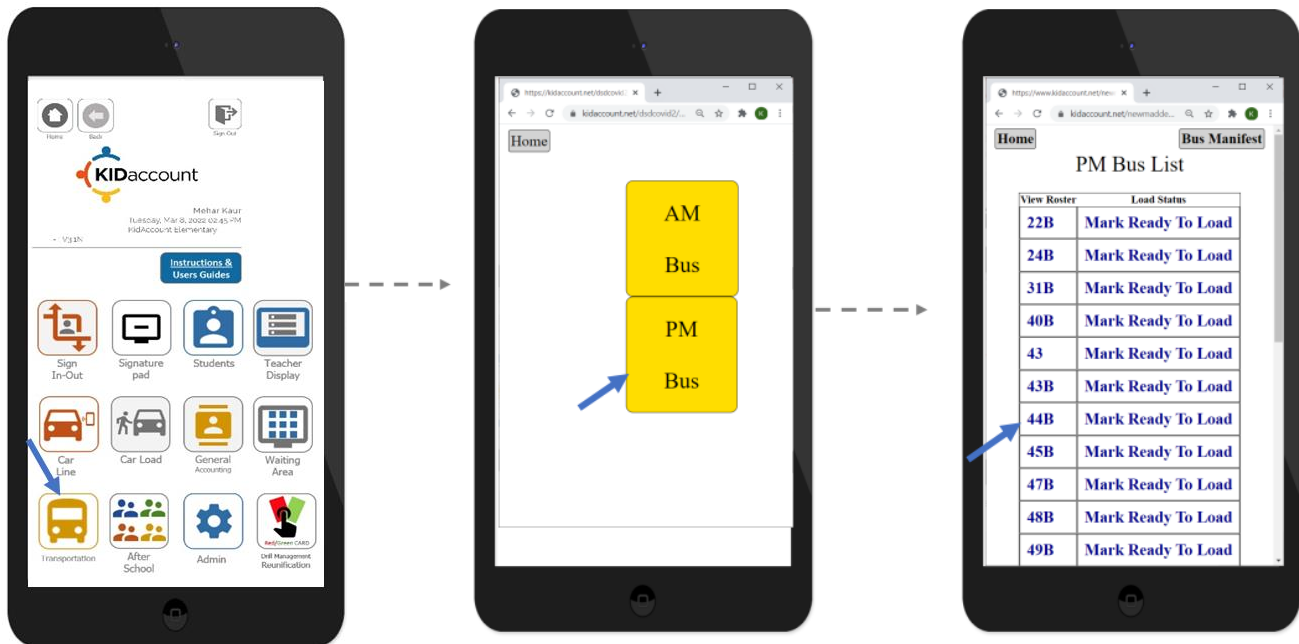 Home
Back
Sign Out
KIDaccount
Mehar Kaur
Tuesday, Mar 8, 2022 02:45 PM
KidAccount Elementary
Instructions &
Users Guides
Sign
In-Out
Signature
pad
Students
Teacher
Display
Car
Line
Car Load
General
Accounting
Waiting
Area
Transportation
After
School
Admin
Red/Green CARD
Drill Management
Reunification
https://kidaccount.net/dsdcovid2
kidaccount.net/dsdcovid2/...
K
Home
AM
Bus
PM
Bus
https://www.kidaccount.net/new
kidaccount.net/newmadde...
K
Home
Bus Manifest
PM Bus List
View Roster Load Status
22B Mark Ready To Load
24B Mark Ready To Load
31B Mark Ready To Load
40B Mark Ready To Load
43 Mark Ready To Load
43B Mark Ready To Load
44B Mark Ready To Load
45B Mark Ready To Load
47B Mark Ready To Load
48B Mark Ready To Load
49B Mark Ready To Load